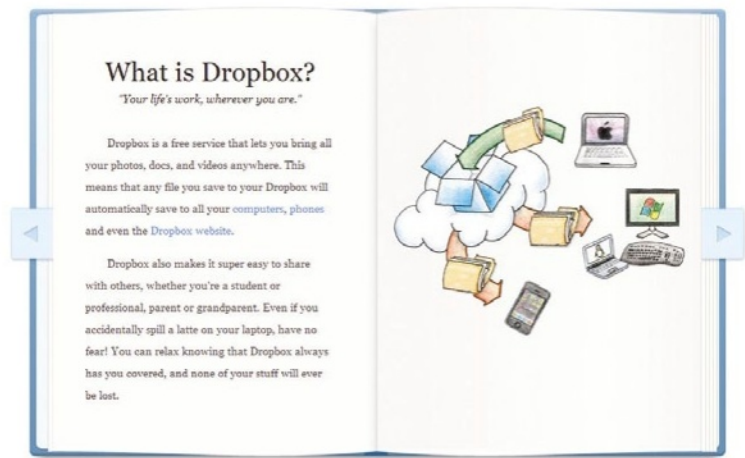 What is Dropbox?
"Your life's work, wherever you are."
Dropbox is a free service that lets you bring all
your photos, docs, and videos anywhere. This
means that any file you save to your Dropbox will
automatically save to all your computers, phones
and even the Dropbox website.
Dropbox also makes it super easy to share
with others, whether you're a student or
professional, parent or grandparent. Even if you
accidentally spill a latte on your laptop, have no
fear! You can relax knowing that Dropbox always
has you covered, and none of your stuff will ever
be lost.